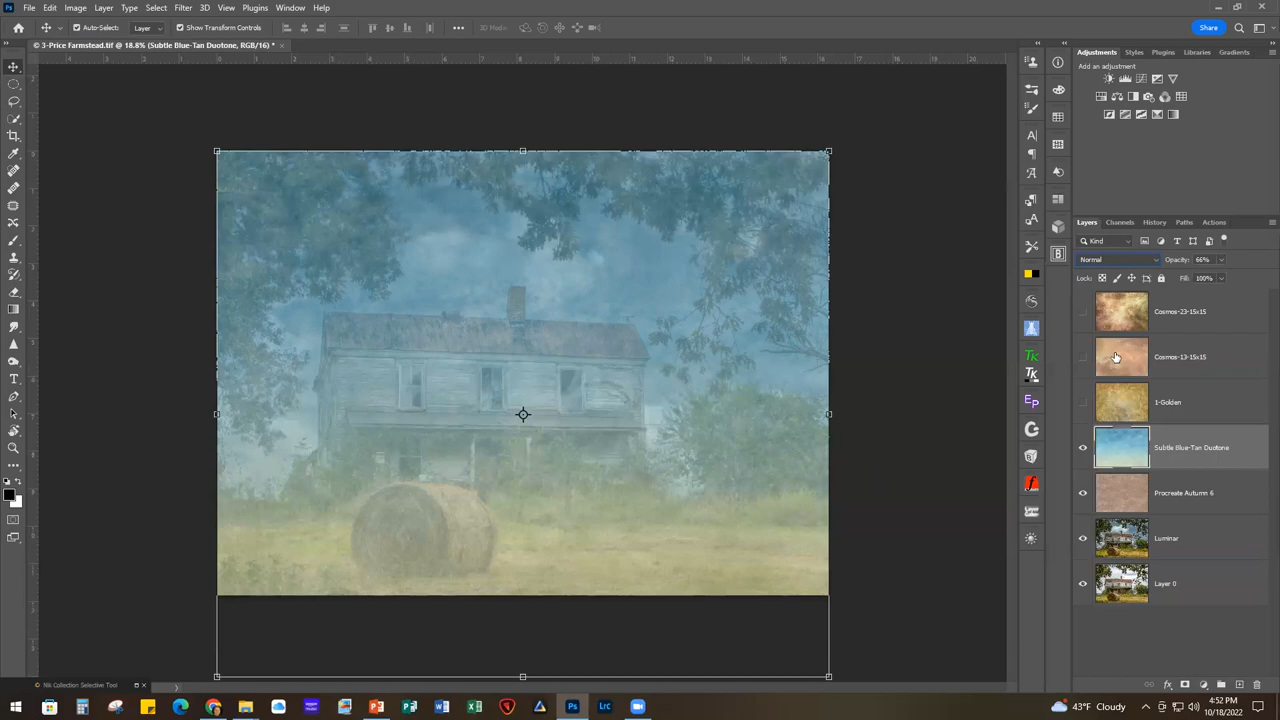 File Edit Image Layer Type Select Filter 3D View Plugins Window Help
Auto-Select: Layer Show Transform Controls 3D Mode: Share
© 3-Price Farmstead.tif @ 18.8% (Subtle Blue-Tan Duotone, RGB/16) *
Adjustments Styles Plugins Libraries Gradients
Add an adjustment
Layers Channels History Paths Actions
Kind
Normal Opacity: 66%
Lock: Fill: 100%
Cosmos-23-15x15
Cosmos-13-15x15
1-Golden
Subtle Blue-Tan Duotone
Procreate Autumn 6
Luminar
Layer 0
Nik Collection Selective Tool
43°F Cloudy
4:52 PM
10/18/2022